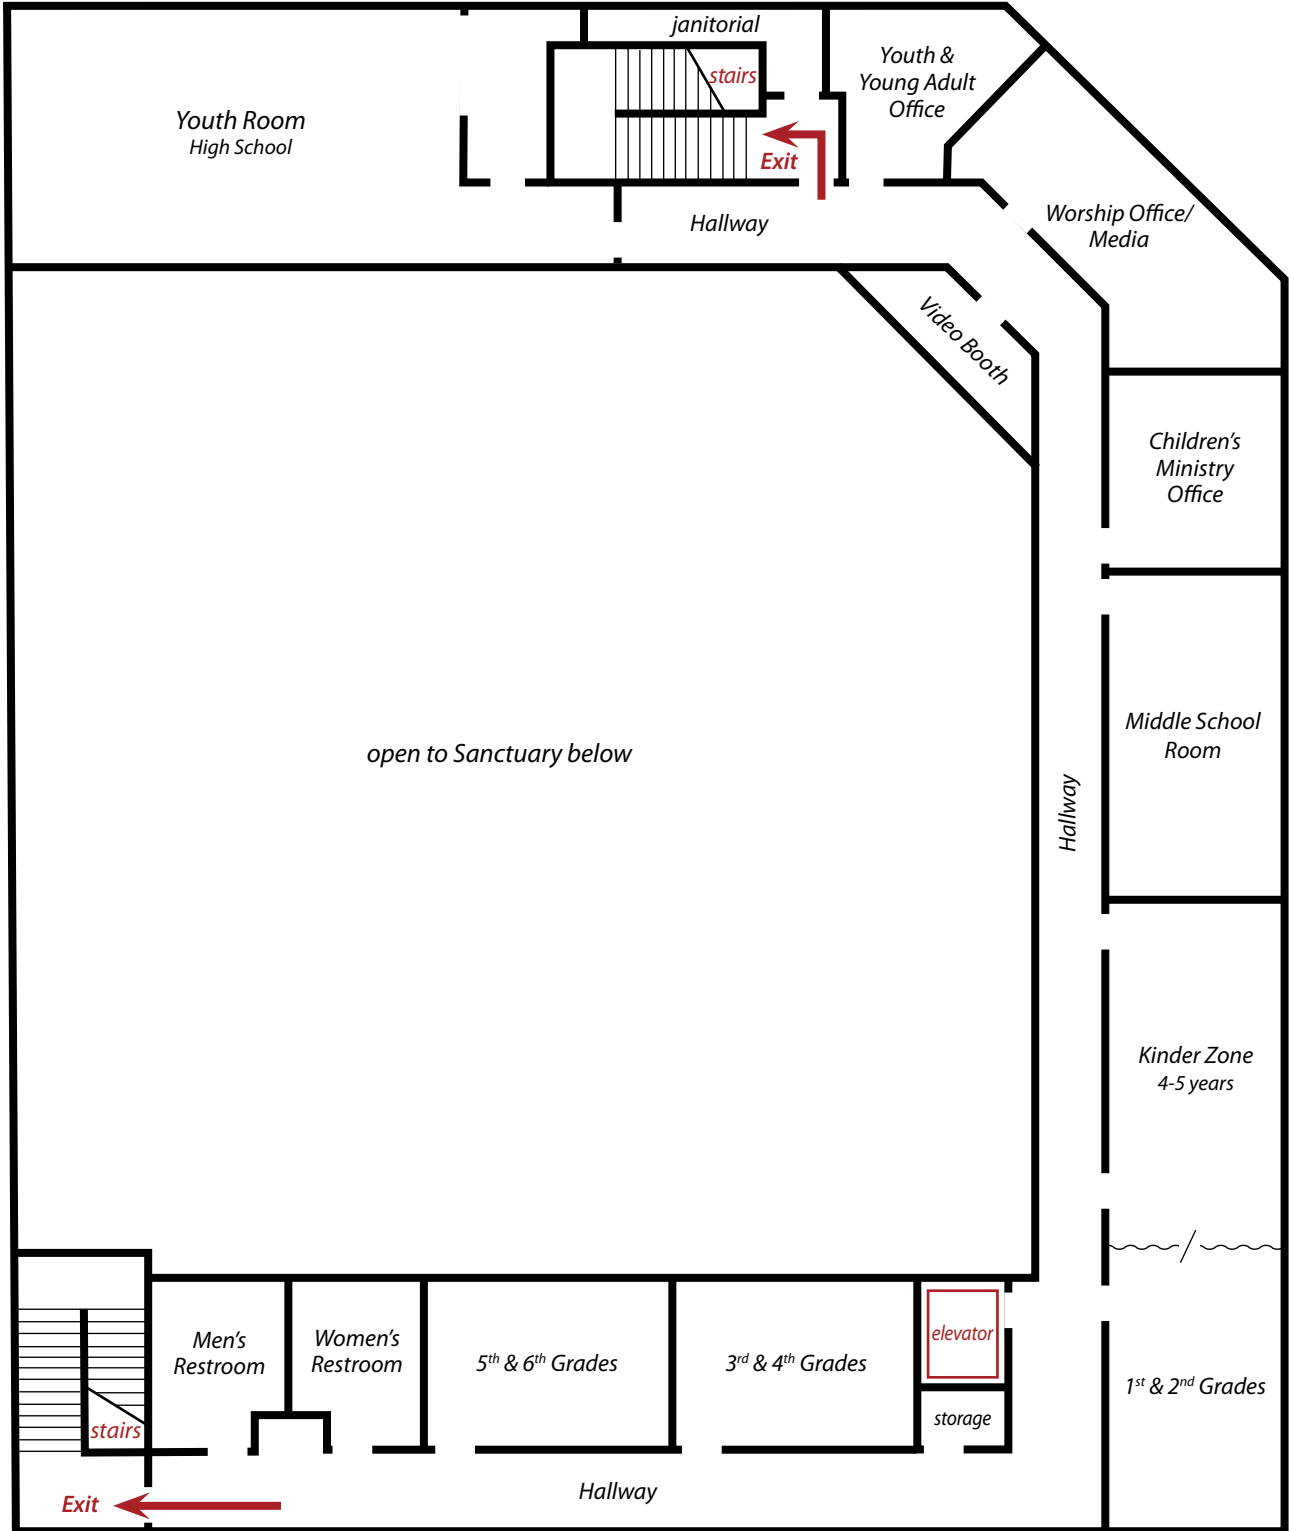 janitorial
stairs
Youth &
Young Adult
Office
Youth Room
High School
Exit
Hallway
Worship Office/
Media
Video Booth
Children's
Ministry
Office
Middle School
Room
open to Sanctuary below
Hallway
Kinder Zone
4-5 years
Men's
Restroom
Women's
Restroom
5th & 6th Grades
3rd & 4th Grades
elevator
1st & 2nd Grades
storage
stairs
Exit
Hallway